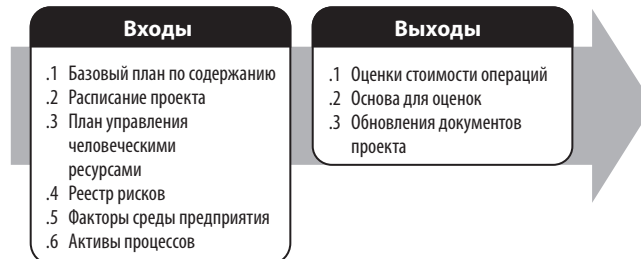 Входы
.1 Базовый план по содержанию
.2 Расписание проекта
.3 План управления
человеческими
ресурсами
.4 Реестр рисков
.5 Факторы среды предприятия
.6 Активы процессов
Выходы
.1 Оценки стоимости операций
.2 Основа для оценок
.3 Обновления документов
проекта